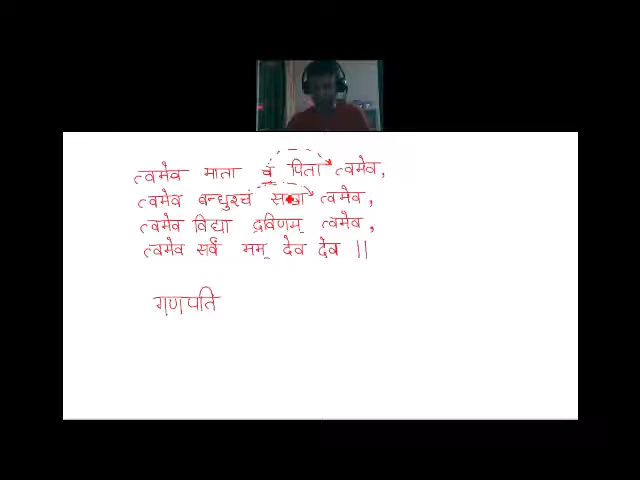 त्वमेव माता वं पिता त्वमेव,
त्वमेव बन्धुश्चं सखा त्वमेव,
त्वमेव विद्या द्रविणम् त्वमेव,
त्वमेव सर्वं मम् देव देव ||
गणपति